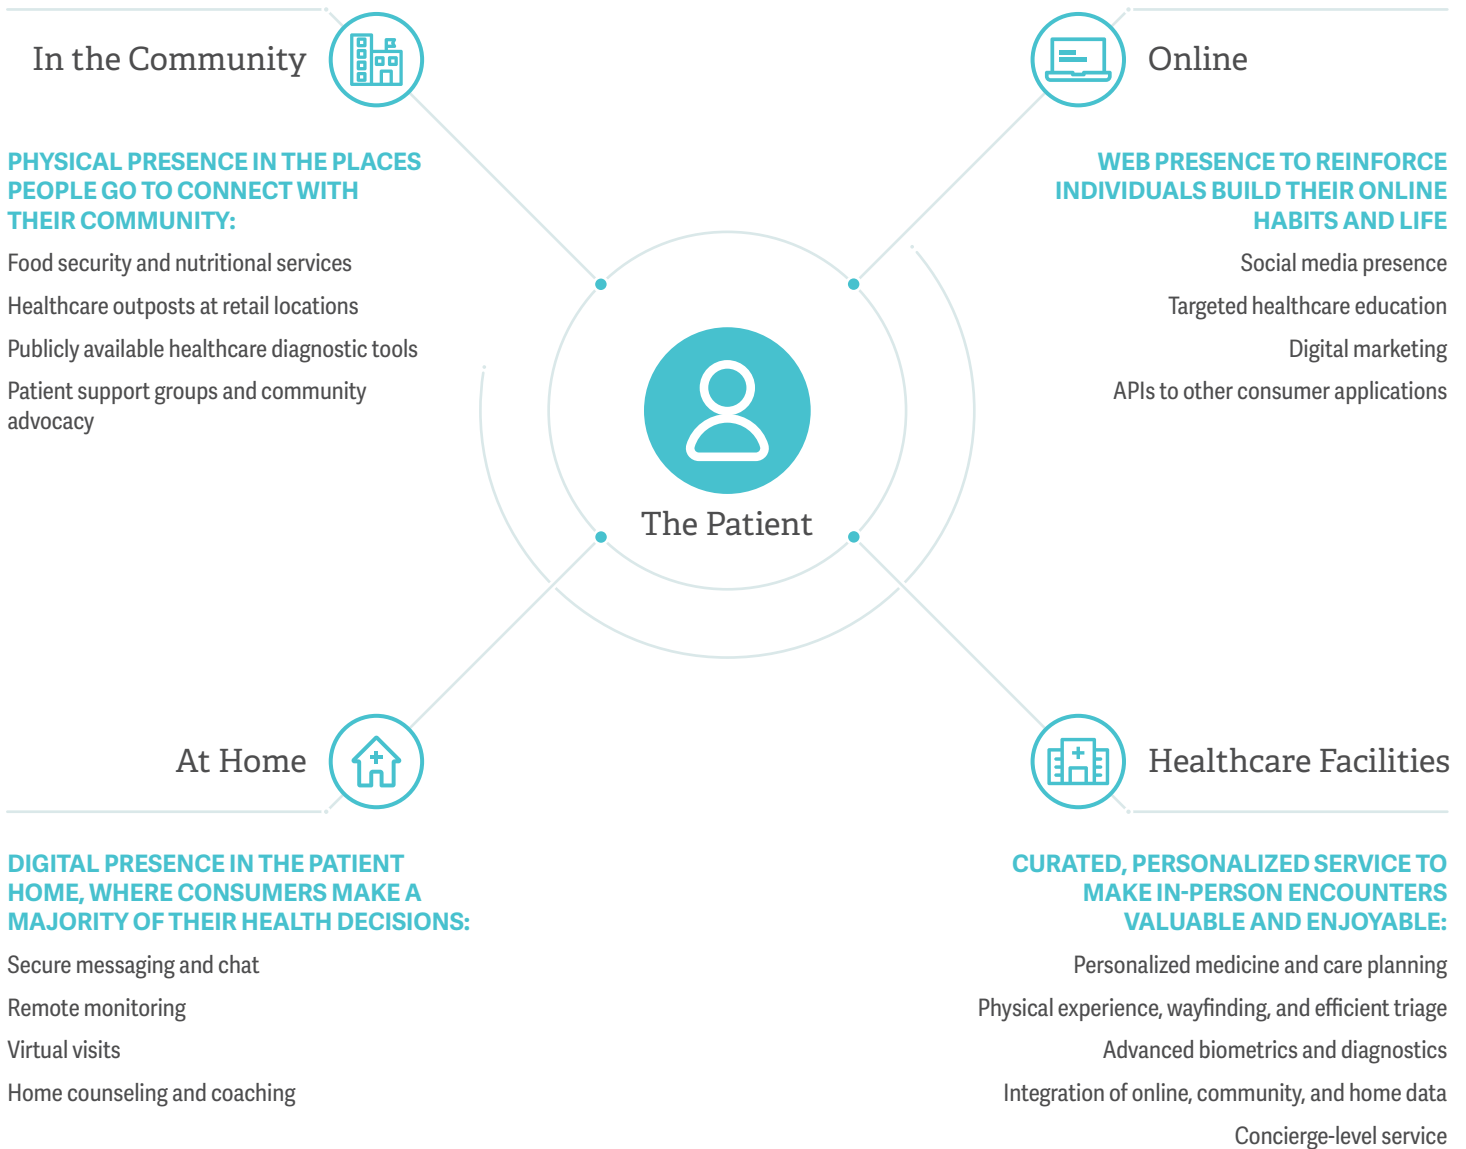 In the Community
PHYSICAL PRESENCE IN THE PLACES
PEOPLE GO TO CONNECT WITH
THEIR COMMUNITY:
Food security and nutritional services
Healthcare outposts at retail locations
Publicly available healthcare diagnostic tools
Patient support groups and community
advocacy
Online
WEB PRESENCE TO REINFORCE
INDIVIDUALS BUILD THEIR ONLINE
HABITS AND LIFE
Social media presence
Targeted healthcare education
Digital marketing
APIs to other consumer applications
The Patient
At Home
DIGITAL PRESENCE IN THE PATIENT
HOME, WHERE CONSUMERS MAKE A
MAJORITY OF THEIR HEALTH DECISIONS:
Secure messaging and chat
Remote monitoring
Virtual visits
Home counseling and coaching
Healthcare Facilities
CURATED, PERSONALIZED SERVICE TO
MAKE IN-PERSON ENCOUNTERS
VALUABLE AND ENJOYABLE:
Personalized medicine and care planning
Physical experience, wayfinding, and efficient triage
Advanced biometrics and diagnostics
Integration of online, community, and home data
Concierge-level service